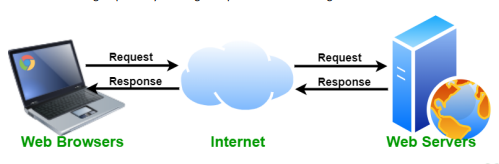 Request
Request
Response
Response
Web Browsers
Internet
Web Servers